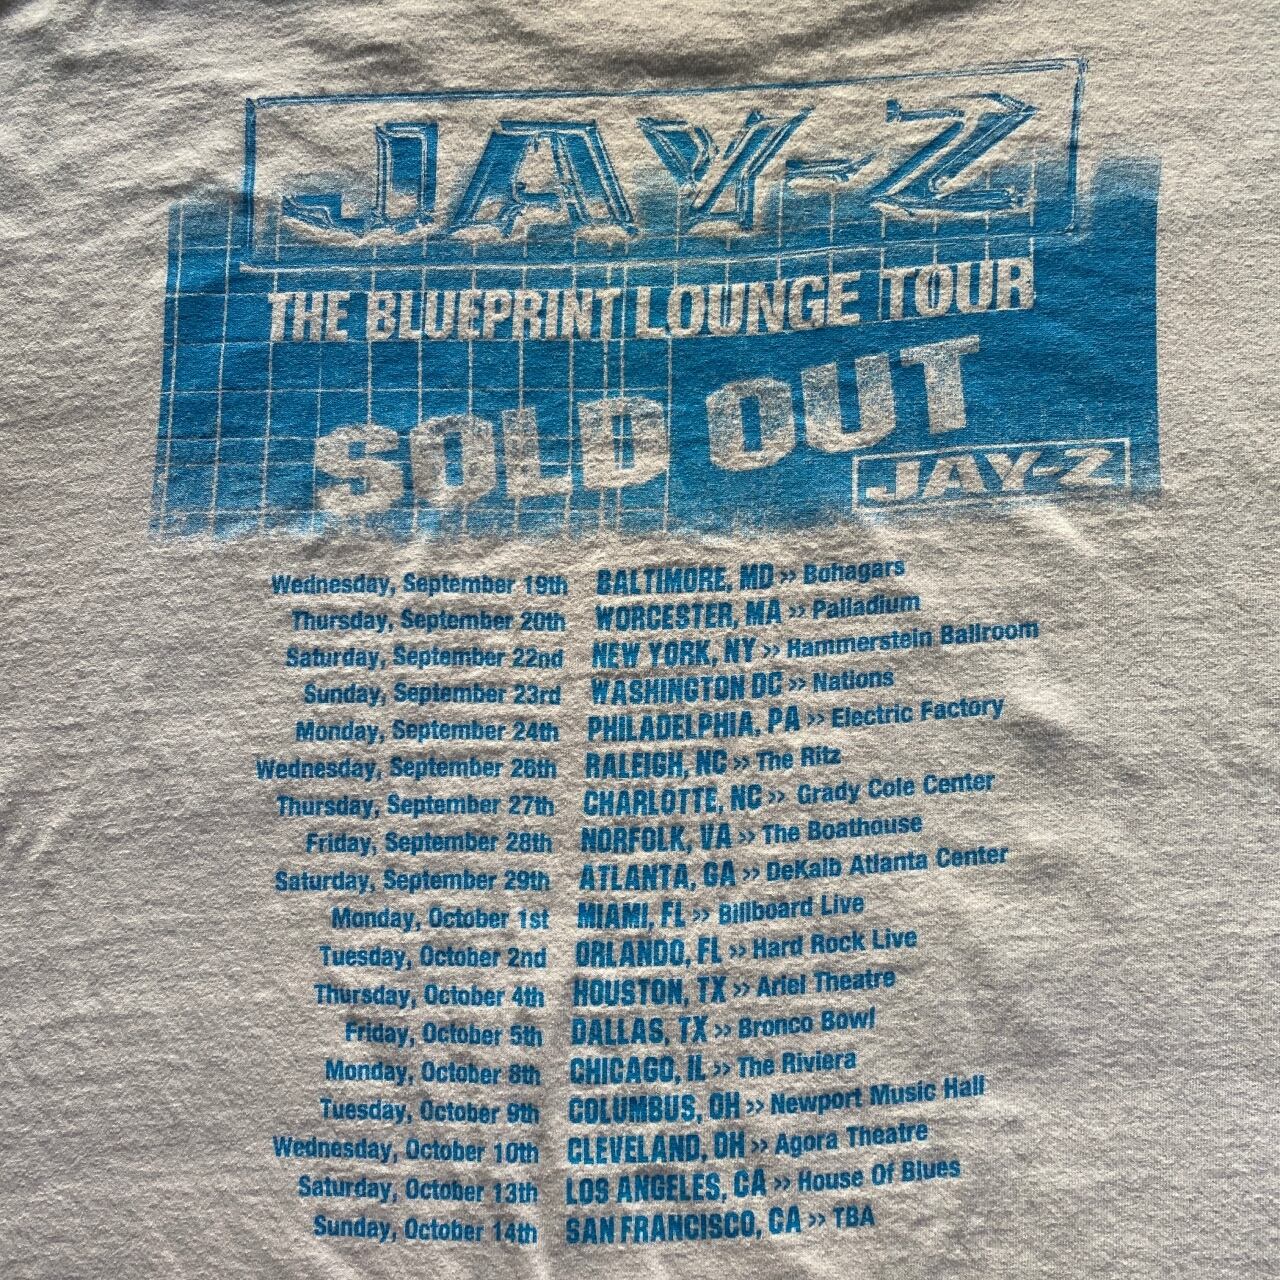 JAY-Z
THE BLUEPRINT LOUNGE TOUR
SOLD OUT
JAY-Z
Wednesday, September 19th BALTIMORE, MD >> Bohagars
Thursday, September 20th WORCESTER, MA >> Palladium
Saturday, September 22nd NEW YORK, NY >> Hammerstein Ballroom
Sunday, September 23rd WASHINGTON DC >> Nations
Monday, September 24th PHILADELPHIA, PA >> Electric Factory
Wednesday, September 26th RALEIGH, NC >> The Ritz
Thursday, September 27th CHARLOTTE, NC >> Grady Cole Center
Friday, September 28th NORFOLK, VA >> The Boathouse
Saturday, September 29th ATLANTA, GA >> DeKalb Atlanta Center
Monday, October 1st MIAMI, FL >> Billboard Live
Tuesday, October 2nd ORLANDO, FL >> Hard Rock Live
Thursday, October 4th HOUSTON, TX >> Ariel Theatre
Friday, October 5th DALLAS, TX >> Bronco Bowl
Monday, October 8th CHICAGO, IL >> The Riviera
Tuesday, October 9th COLUMBUS, OH >> Newport Music Hall
Wednesday, October 10th CLEVELAND, OH >> Agora Theatre
Saturday, October 13th LOS ANGELES, CA >> House Of Blues
Sunday, October 14th SAN FRANCISCO, CA >> TBA